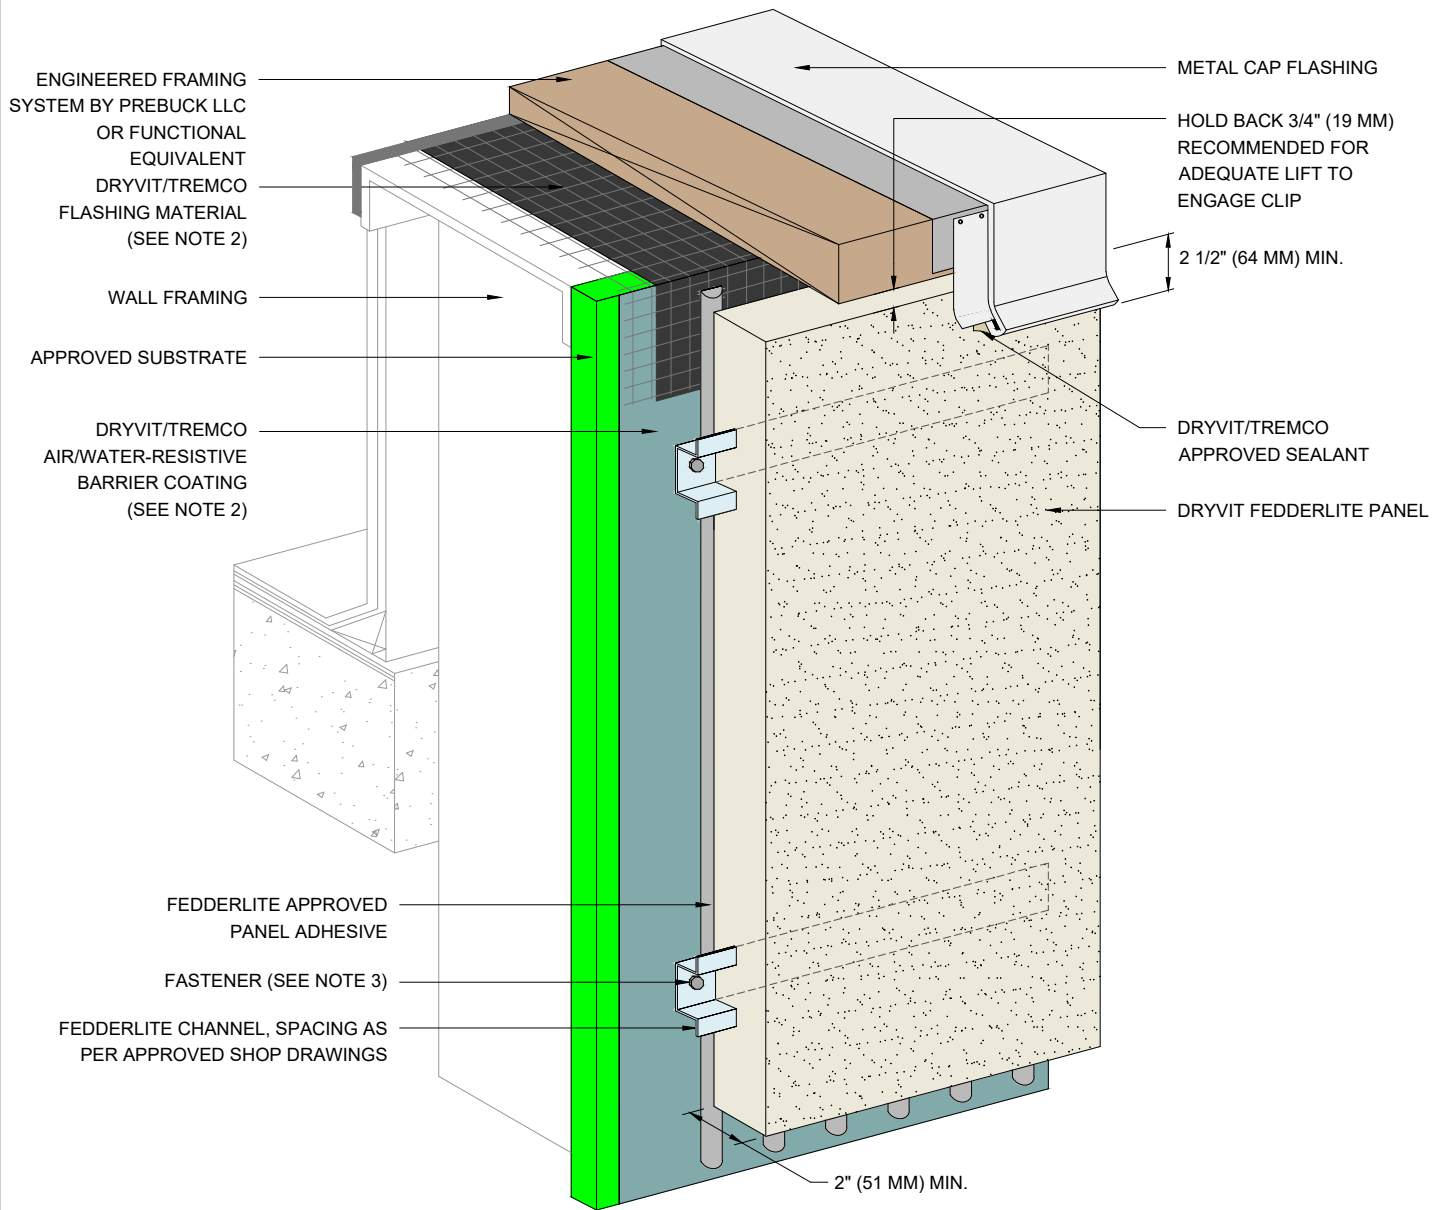 ENGINEERED FRAMING
SYSTEM BY PREBUCK LLC
OR FUNCTIONAL
EQUIVALENT
DRYVIT/TREMCO
FLASHING MATERIAL
(SEE NOTE 2)
WALL FRAMING
APPROVED SUBSTRATE
DRYVIT/TREMCO
AIR/WATER-RESISTIVE
BARRIER COATING
(SEE NOTE 2)
FEDDERLITE APPROVED
PANEL ADHESIVE
FASTENER (SEE NOTE 3)
FEDDERLITE CHANNEL, SPACING AS
PER APPROVED SHOP DRAWINGS
METAL CAP FLASHING
HOLD BACK 3/4" (19 MM)
RECOMMENDED FOR
ADEQUATE LIFT TO
ENGAGE CLIP
2 1/2" (64 MM) MIN.
DRYVIT/TREMCO
APPROVED SEALANT
DRYVIT FEDDERLITE PANEL
2" (51 MM) MIN.